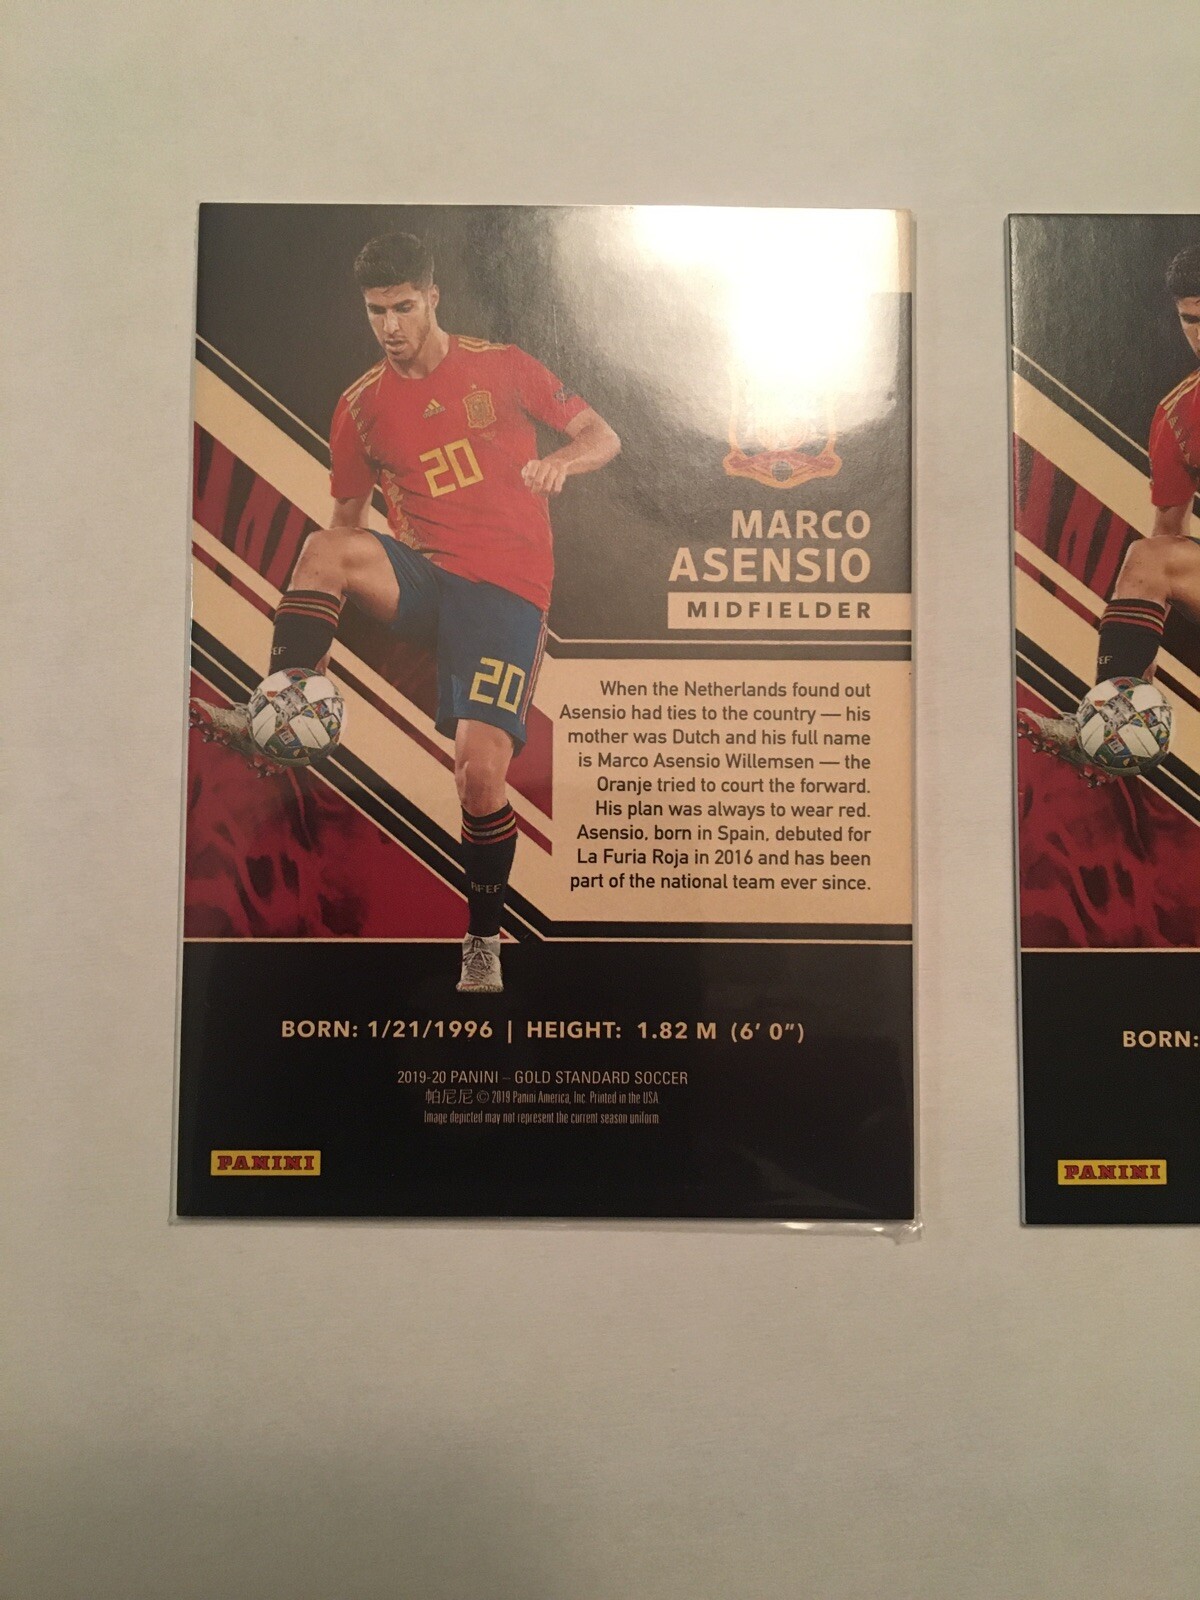 20
20
EF
RFEF
MARCO
ASENSIO
MIDFIELDER
When the Netherlands found out
Asensio had ties to the country — his
mother was Dutch and his full name
is Marco Asensio Willemsen — the
Oranje tried to court the forward.
His plan was always to wear red.
Asensio, born in Spain, debuted for
La Furia Roja in 2016 and has been
part of the national team ever since.
BORN: 1/21/1996 | HEIGHT: 1.82 M (6' 0")
2019-20 PANINI – GOLD STANDARD SOCCER
帕尼尼 © 2019 Panini America, Inc. Printed in the USA.
Image depicted may not represent the current season uniform
PANINI
EF
BORN:
PANINI